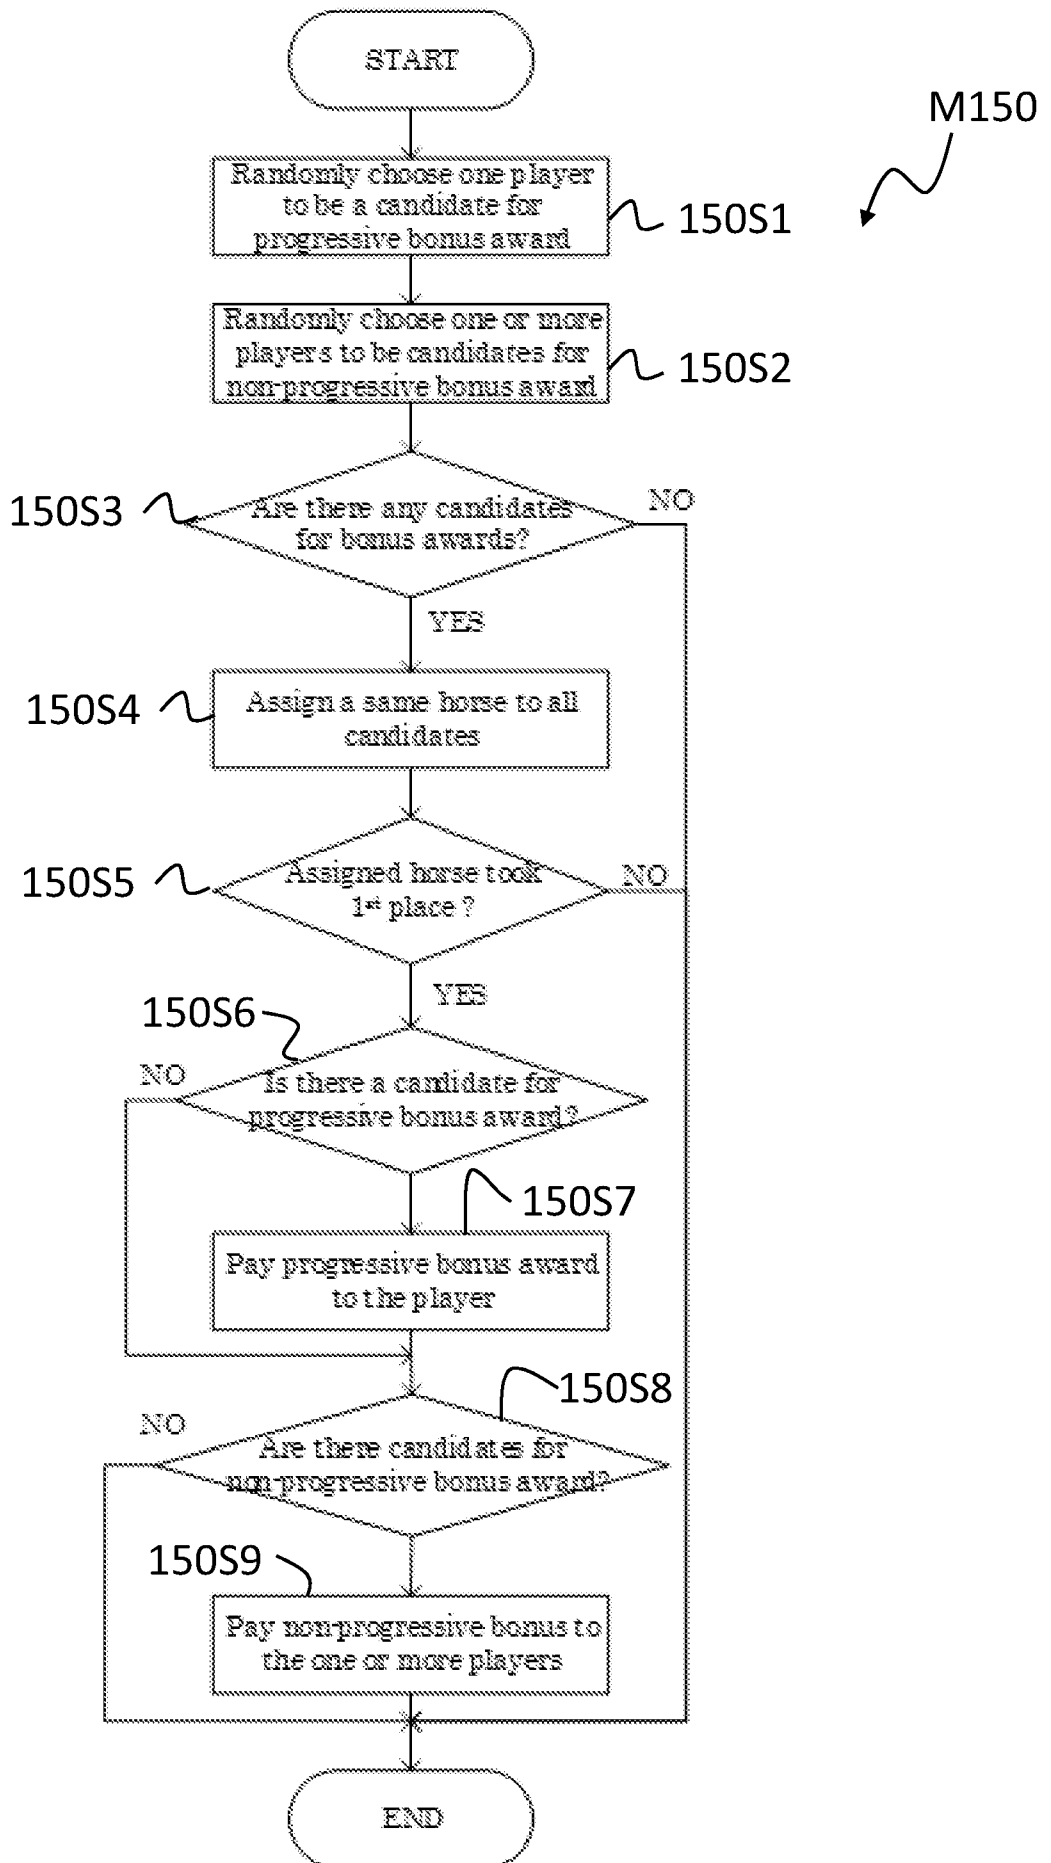 START
M150
Randomly choose one player
to be a candidate for
progressive bonus award
150S1
Randomly choose one or more
players to be candidates for
non-progressive bonus award
150S2
150S3
Are there any candidates
for bonus awards?
NO
YES
150S4
Assign a same horse to all
candidates
150S5
Assigned horse took
1st place ?
NO
YES
150S6
NO
Is there a candidate for
progressive bonus award?
150S7
Pay progressive bonus award
to the player
150S8
NO
Are there candidates for
non-progressive bonus award?
150S9
Pay non-progressive bonus to
the one or more players
END